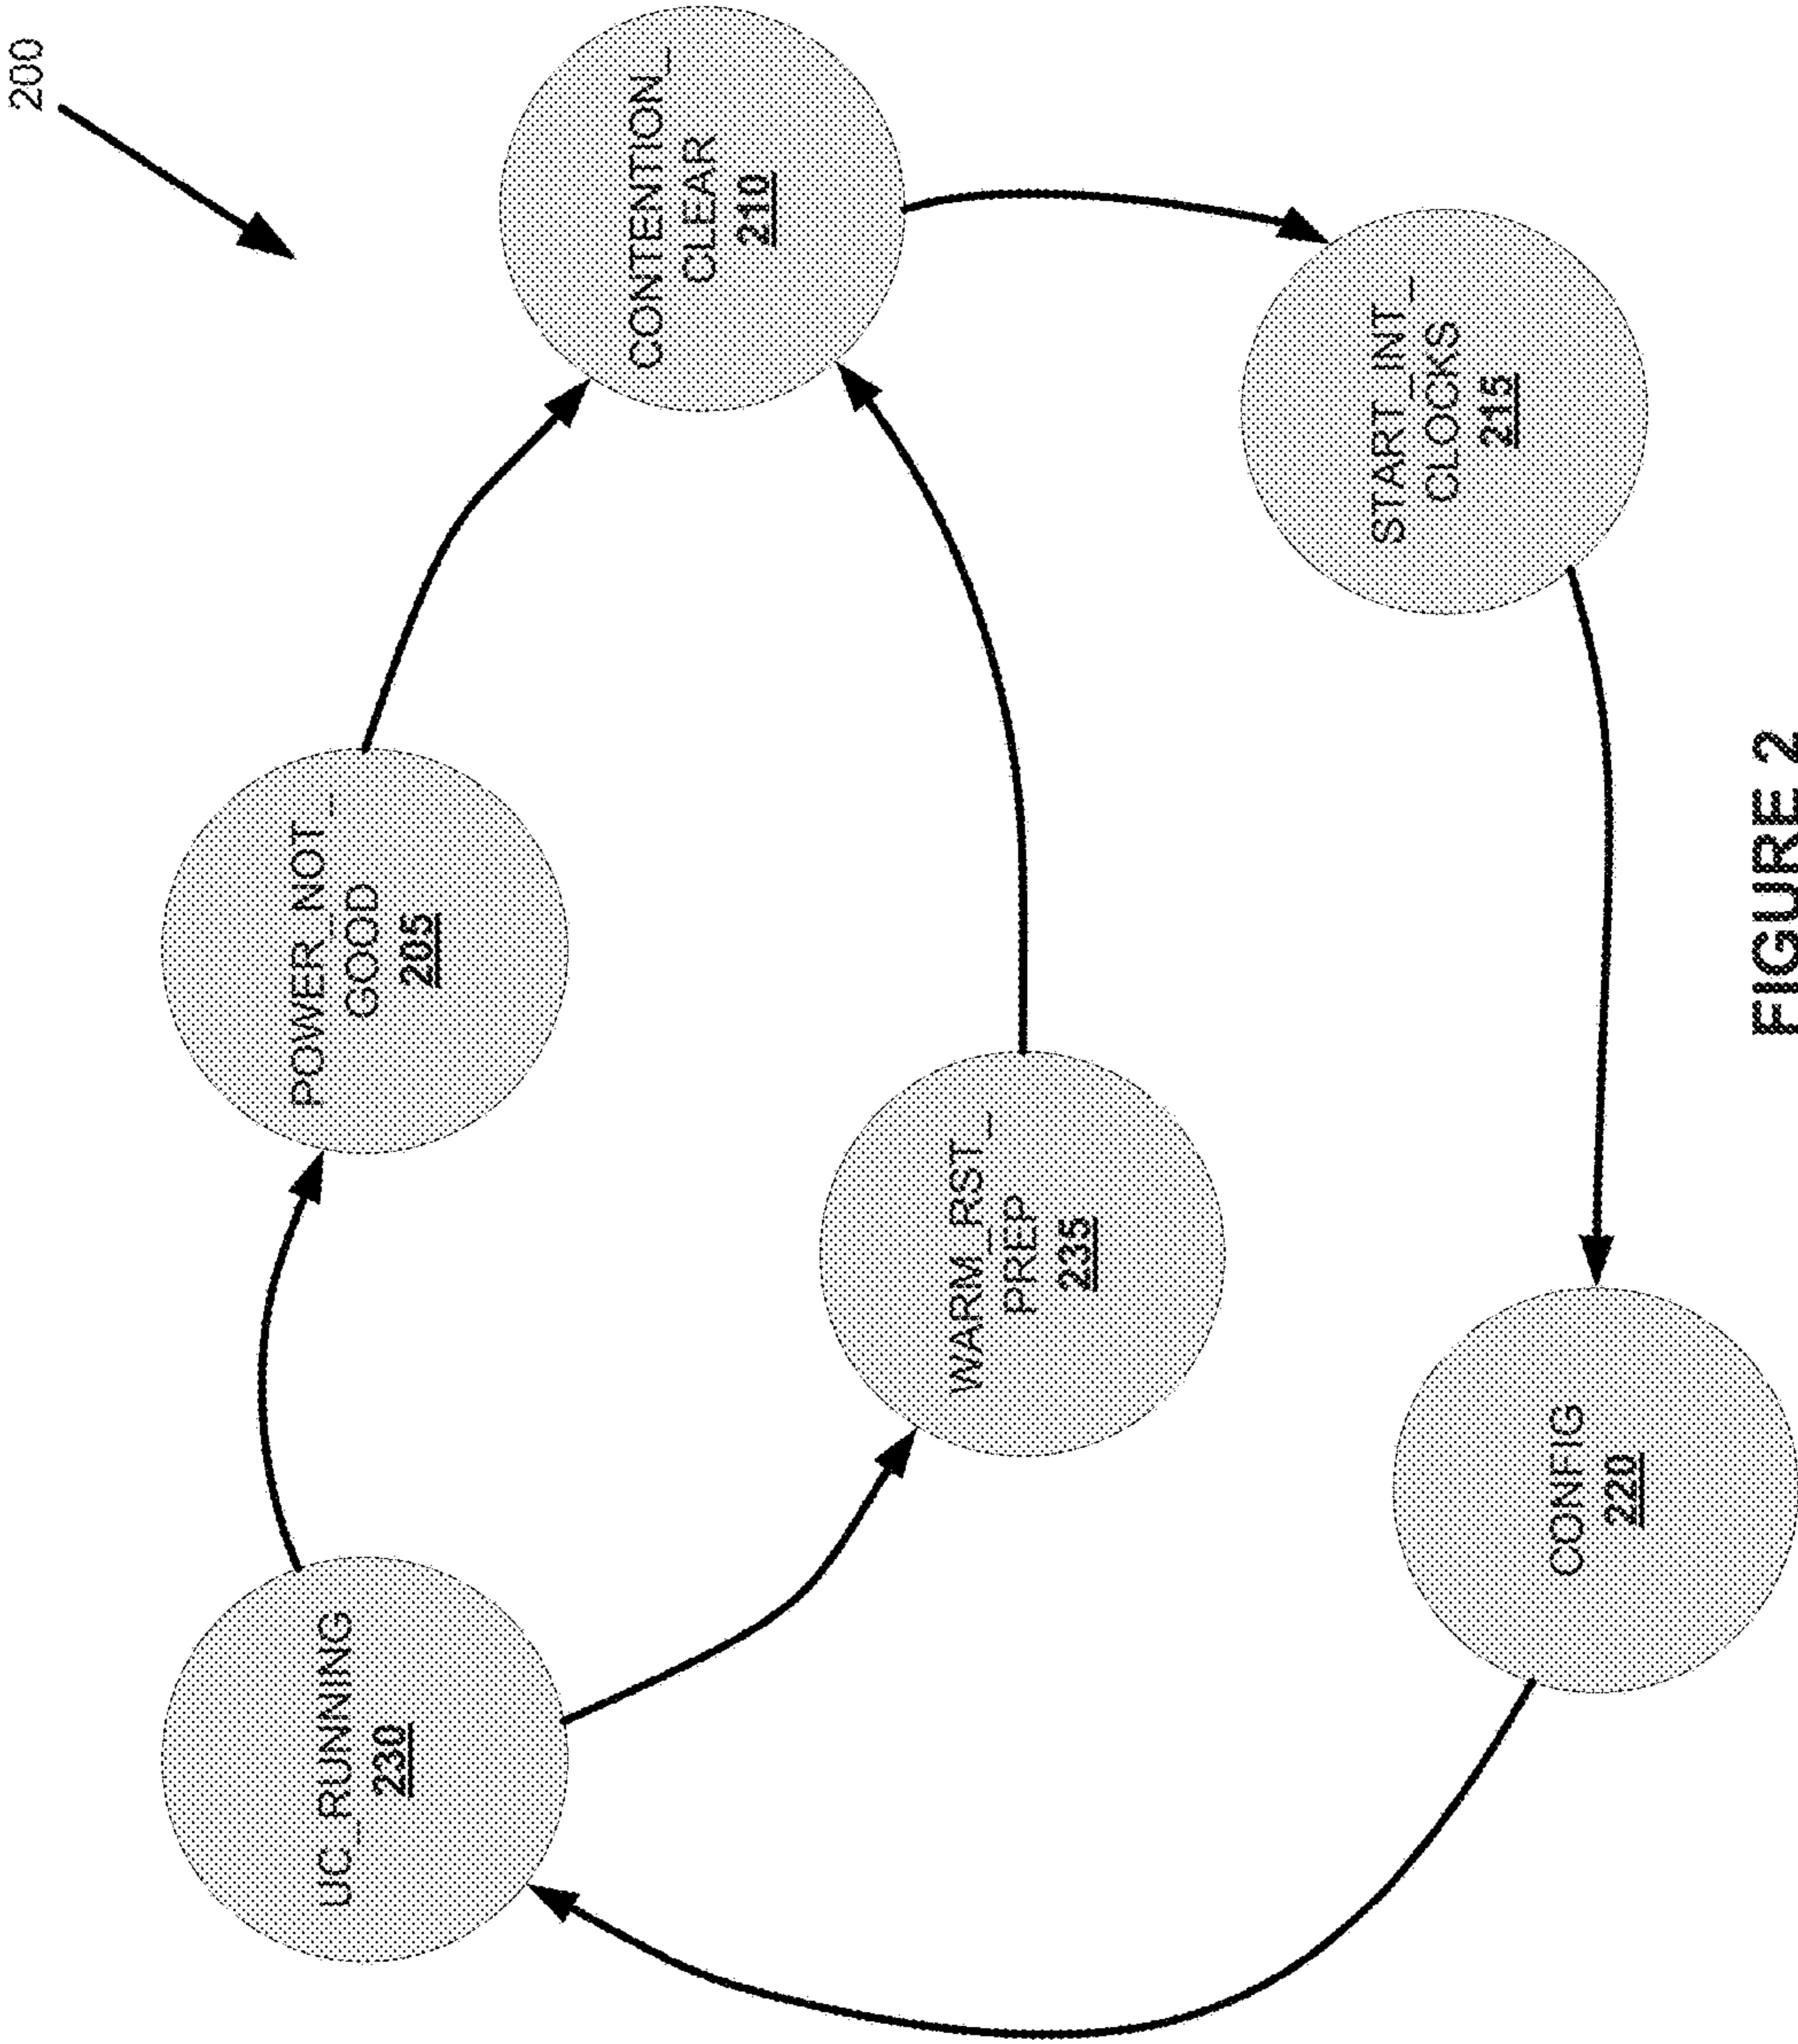 200
UC_RUNNING
230
POWER_NOT_
GOOD
205
CONTENTION_
CLEAR
210
WARM_RST_
PREP
235
START_INT_
CLOCKS
215
CONFIG
220
FIGURE 2